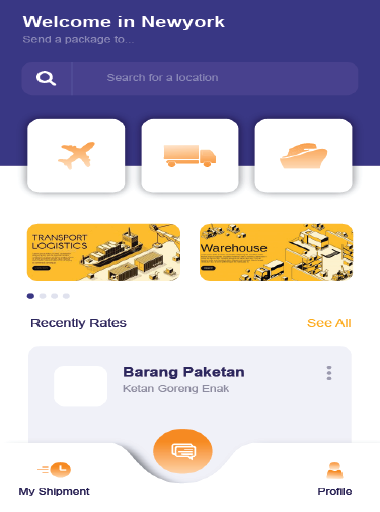 Welcome in Newyork
Send a package to...
Search for a location
TRANSPORT
LOGISTICS
Warehouse
Recently Rates
See All
Barang Paketan
Ketan Goreng Enak
My Shipment
Profile